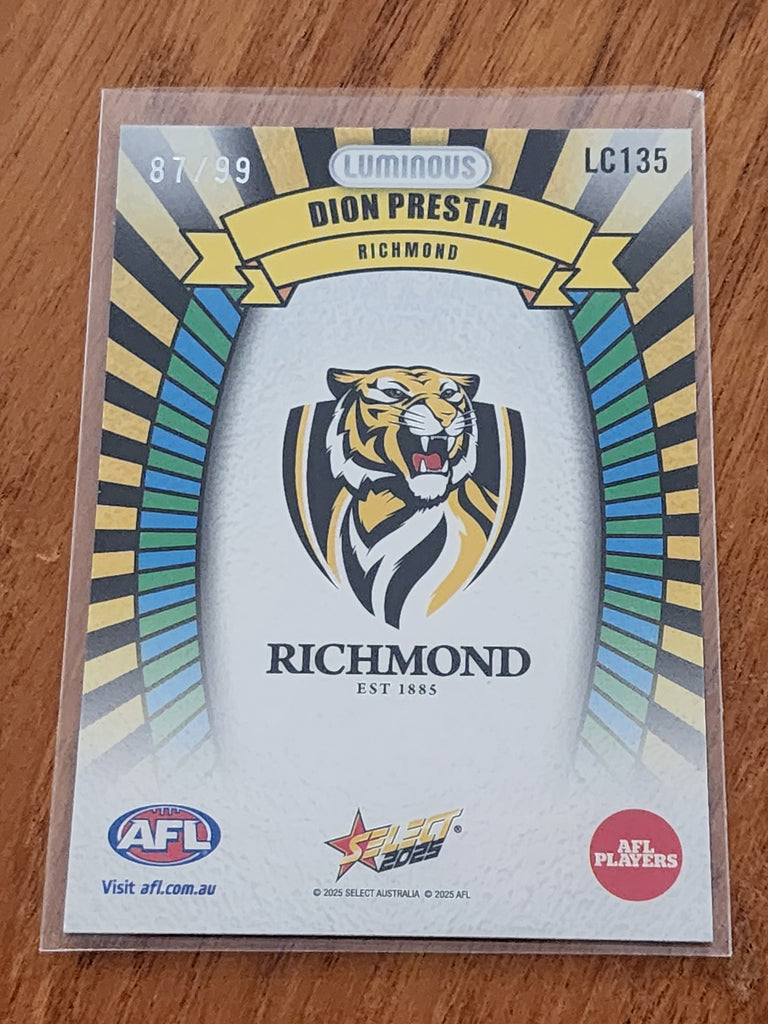 87/99
LUMINOUS
LC135
DION PRESTIA
RICHMOND
RICHMOND
EST 1885
AFL
Visit afl.com.au
SELECT®
2025
© 2025 SELECT AUSTRALIA © 2025 AFL
AFL
PLAYERS